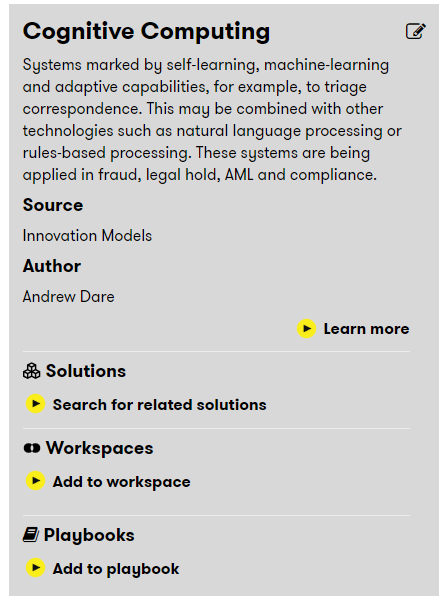 Cognitive Computing
Systems marked by self-learning, machine-learning
and adaptive capabilities, for example, to triage
correspondence. This may be combined with other
technologies such as natural language processing or
rules-based processing. These systems are being
applied in fraud, legal hold, AML and compliance.
Source
Innovation Models
Author
Andrew Dare
Learn more
Solutions
Search for related solutions
Workspaces
Add to workspace
Playbooks
Add to playbook